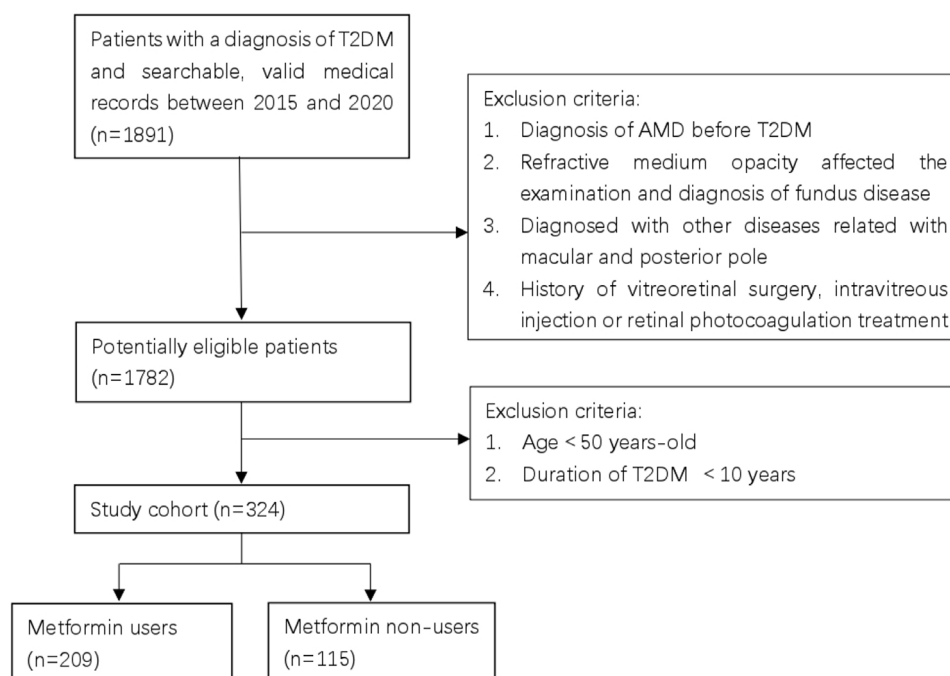 Patients with a diagnosis of T2DM
and searchable, valid medical
records between 2015 and 2020
(n=1891)
Exclusion criteria:
1. Diagnosis of AMD before T2DM
2. Refractive medium opacity affected the
examination and diagnosis of fundus disease
3. Diagnosed with other diseases related with
macular and posterior pole
4. History of vitreoretinal surgery, intravitreous
injection or retinal photocoagulation treatment
Potentially eligible patients
(n=1782)
Exclusion criteria:
1. Age < 50 years-old
2. Duration of T2DM < 10 years
Study cohort (n=324)
Metformin users
(n=209)
Metformin non-users
(n=115)